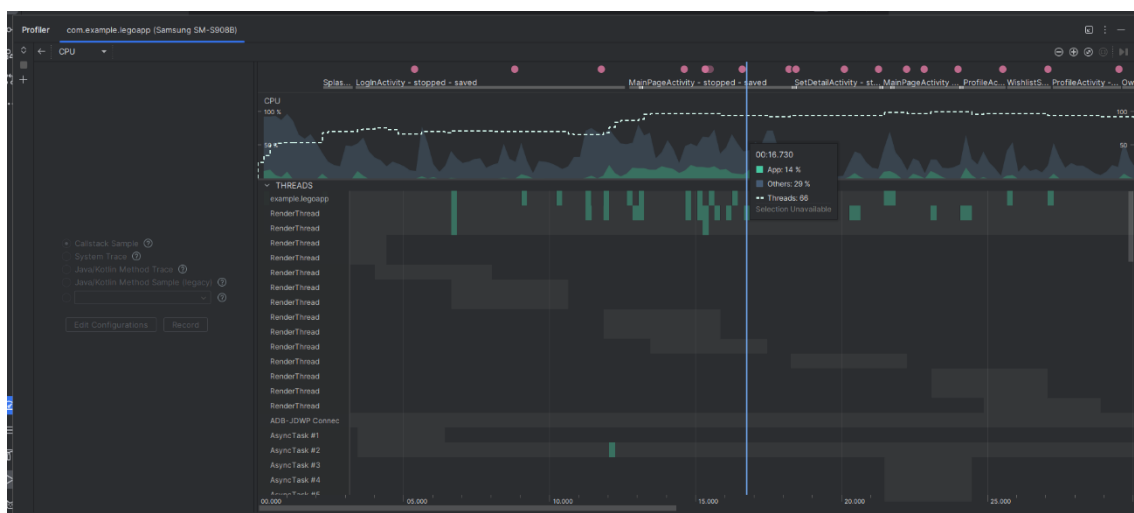 Profiler com.example.legoapp (Samsung SM-S908B)
CPU
Splas... LogInActivity - stopped - saved MainPageActivity - stopped - saved SetDetailActivity - st... MainPageActivity ... ProfileAc... WishlistS... ProfileActivity -... Ow
CPU
100 % 100
50 % 50
00:16.730
App: 14 %
Others: 29 %
Threads: 66
Selection Unavailable
THREADS
example.legoapp
RenderThread
RenderThread
RenderThread
RenderThread
RenderThread
RenderThread
RenderThread
RenderThread
RenderThread
RenderThread
RenderThread
RenderThread
RenderThread
RenderThread
ADB-JDWP Connec
AsyncTask #1
AsyncTask #2
AsyncTask #3
AsyncTask #4
AsyncTask #5
Callstack Sample ?
System Trace ?
Java/Kotlin Method Trace ?
Java/Kotlin Method Sample (legacy) ?
?
Edit Configurations Record
00.000 05.000 10.000 15.000 20.000 25.000